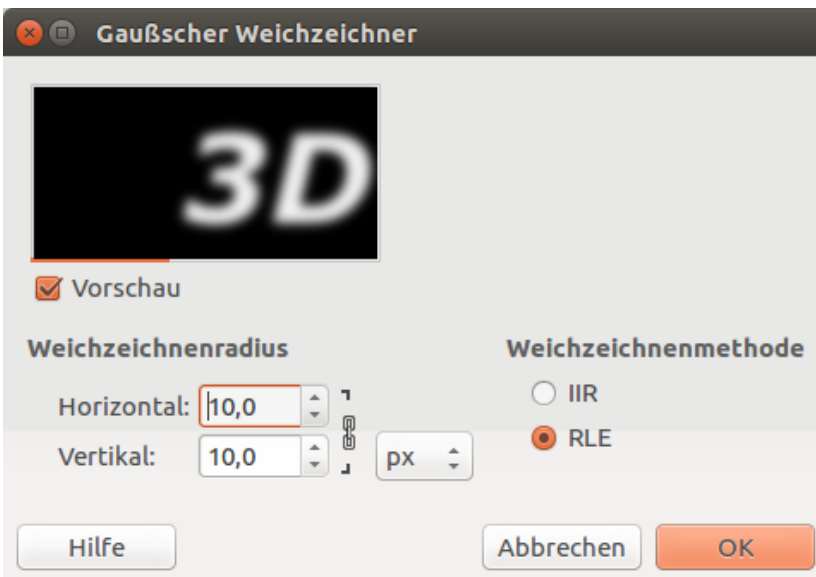 Gaußscher Weichzeichner
3D
Vorschau
Weichzeichnenradius
Horizontal: 10,0
Vertikal: 10,0 px
Weichzeichnenmethode
IIR
RLE
Hilfe Abbrechen OK